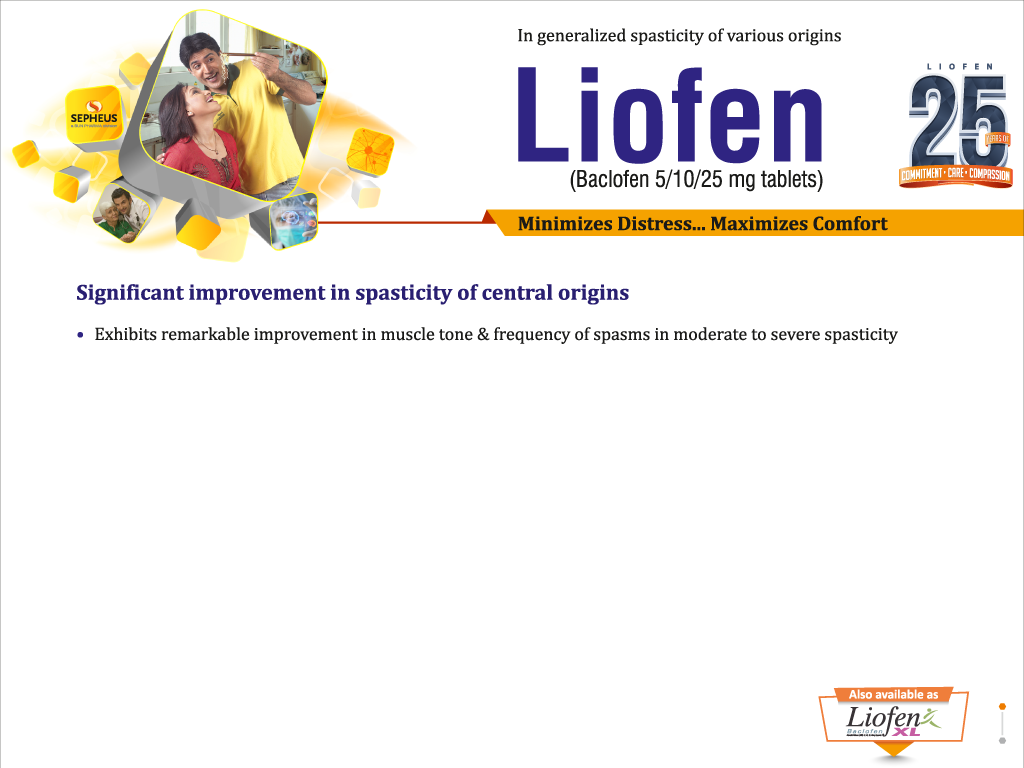 In generalized spasticity of various origins
Liofen
(Baclofen 5/10/25 mg tablets)
LIOFEN
25
YEARS OF
COMMITMENT • CARE • COMPASSION
SEPHEUS
Minimizes Distress... Maximizes Comfort
Significant improvement in spasticity of central origins
• Exhibits remarkable improvement in muscle tone & frequency of spasms in moderate to severe spasticity
Also available as
Liofen
Baclofen XL